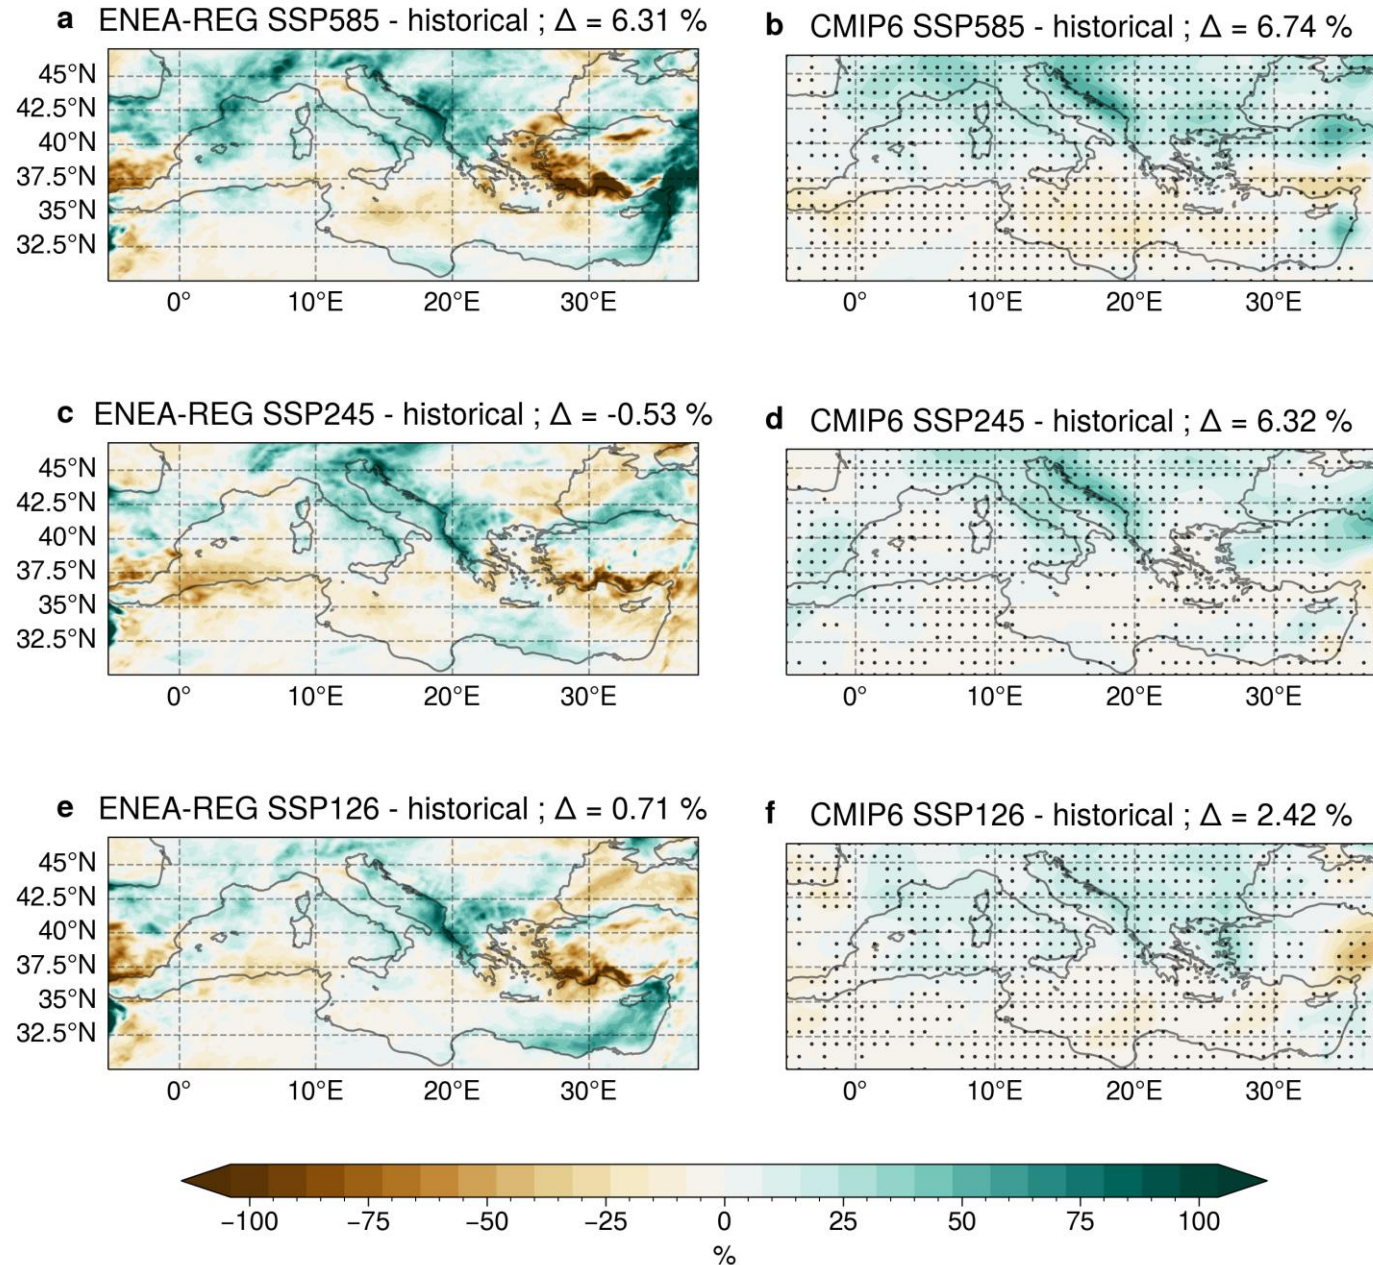 a ENEA-REG SSP585 - historical ; Δ = 6.31 %
45°N
42.5°N
40°N
37.5°N
35°N
32.5°N
0° 10°E 20°E 30°E
b CMIP6 SSP585 - historical ; Δ = 6.74 %
0° 10°E 20°E 30°E
c ENEA-REG SSP245 - historical ; Δ = -0.53 %
45°N
42.5°N
40°N
37.5°N
35°N
32.5°N
0° 10°E 20°E 30°E
d CMIP6 SSP245 - historical ; Δ = 6.32 %
0° 10°E 20°E 30°E
e ENEA-REG SSP126 - historical ; Δ = 0.71 %
45°N
42.5°N
40°N
37.5°N
35°N
32.5°N
0° 10°E 20°E 30°E
f CMIP6 SSP126 - historical ; Δ = 2.42 %
0° 10°E 20°E 30°E
−100 −75 −50 −25 0 25 50 75 100
%